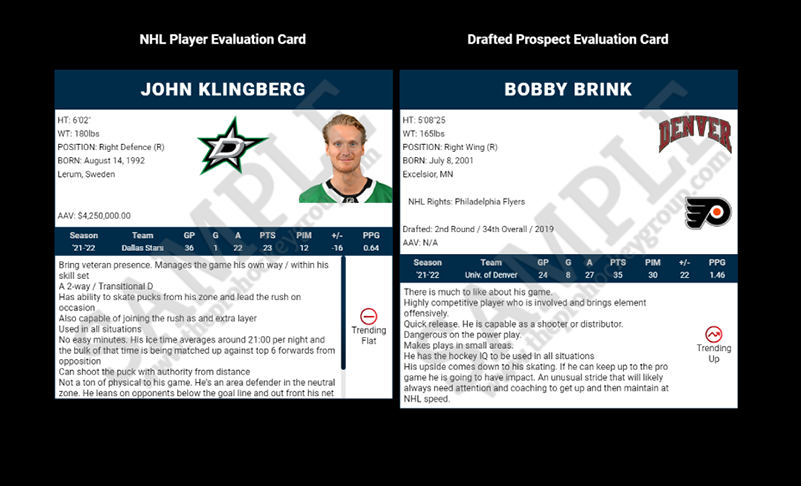 NHL Player Evaluation Card
JOHN KLINGBERG
HT: 6'02"
WT: 180lbs
POSITION: Right Defence (R)
BORN: August 14, 1992
Lerum, Sweden
AAV: $4,250,000.00
Season Team GP G A PTS PIM +/- PPG
'21-'22 Dallas Stars 36 1 22 23 12 -16 0.64
Bring veteran presence. Manages the game his own way / within his
skill set
A 2-way / Transitional D
Has ability to skate pucks from his zone and lead the rush on
occasion
Also capable of joining the rush as and extra layer
Used in all situations
No easy minutes. His Ice time averages around 21:00 per night and
the bulk of that time is being matched up against top 6 forwards from
opposition
Can shoot the puck with authority from distance
Not a ton of physical to his game. He's an area defender in the neutral
zone. He leans on opponents below the goal line and out front his net
Trending
Flat
Drafted Prospect Evaluation Card
BOBBY BRINK
HT: 5'08"25
WT: 165lbs
POSITION: Right Wing (R)
BORN: July 8, 2001
Excelsior, MN
DENVER
NHL Rights: Philadelphia Flyers
Drafted: 2nd Round / 34th Overall / 2019
AAV: N/A
Season Team GP G A PTS PIM +/- PPG
'21-'22 Univ. of Denver 24 8 27 35 30 22 1.46
There is much to like about his game.
Highly competitive player who is involved and brings element
offensively.
Quick release. He is capable as a shooter or distributor.
Dangerous on the power play.
Makes plays in small areas.
He has the hockey IQ to be used in all situations
His upside comes down to his skating. If he can keep up to the pro
game he is going to have impact. An unusual stride that will likely
always need attention and coaching to get up and then maintain at
NHL speed.
Trending
Up
SAMPLE
SAMPLE